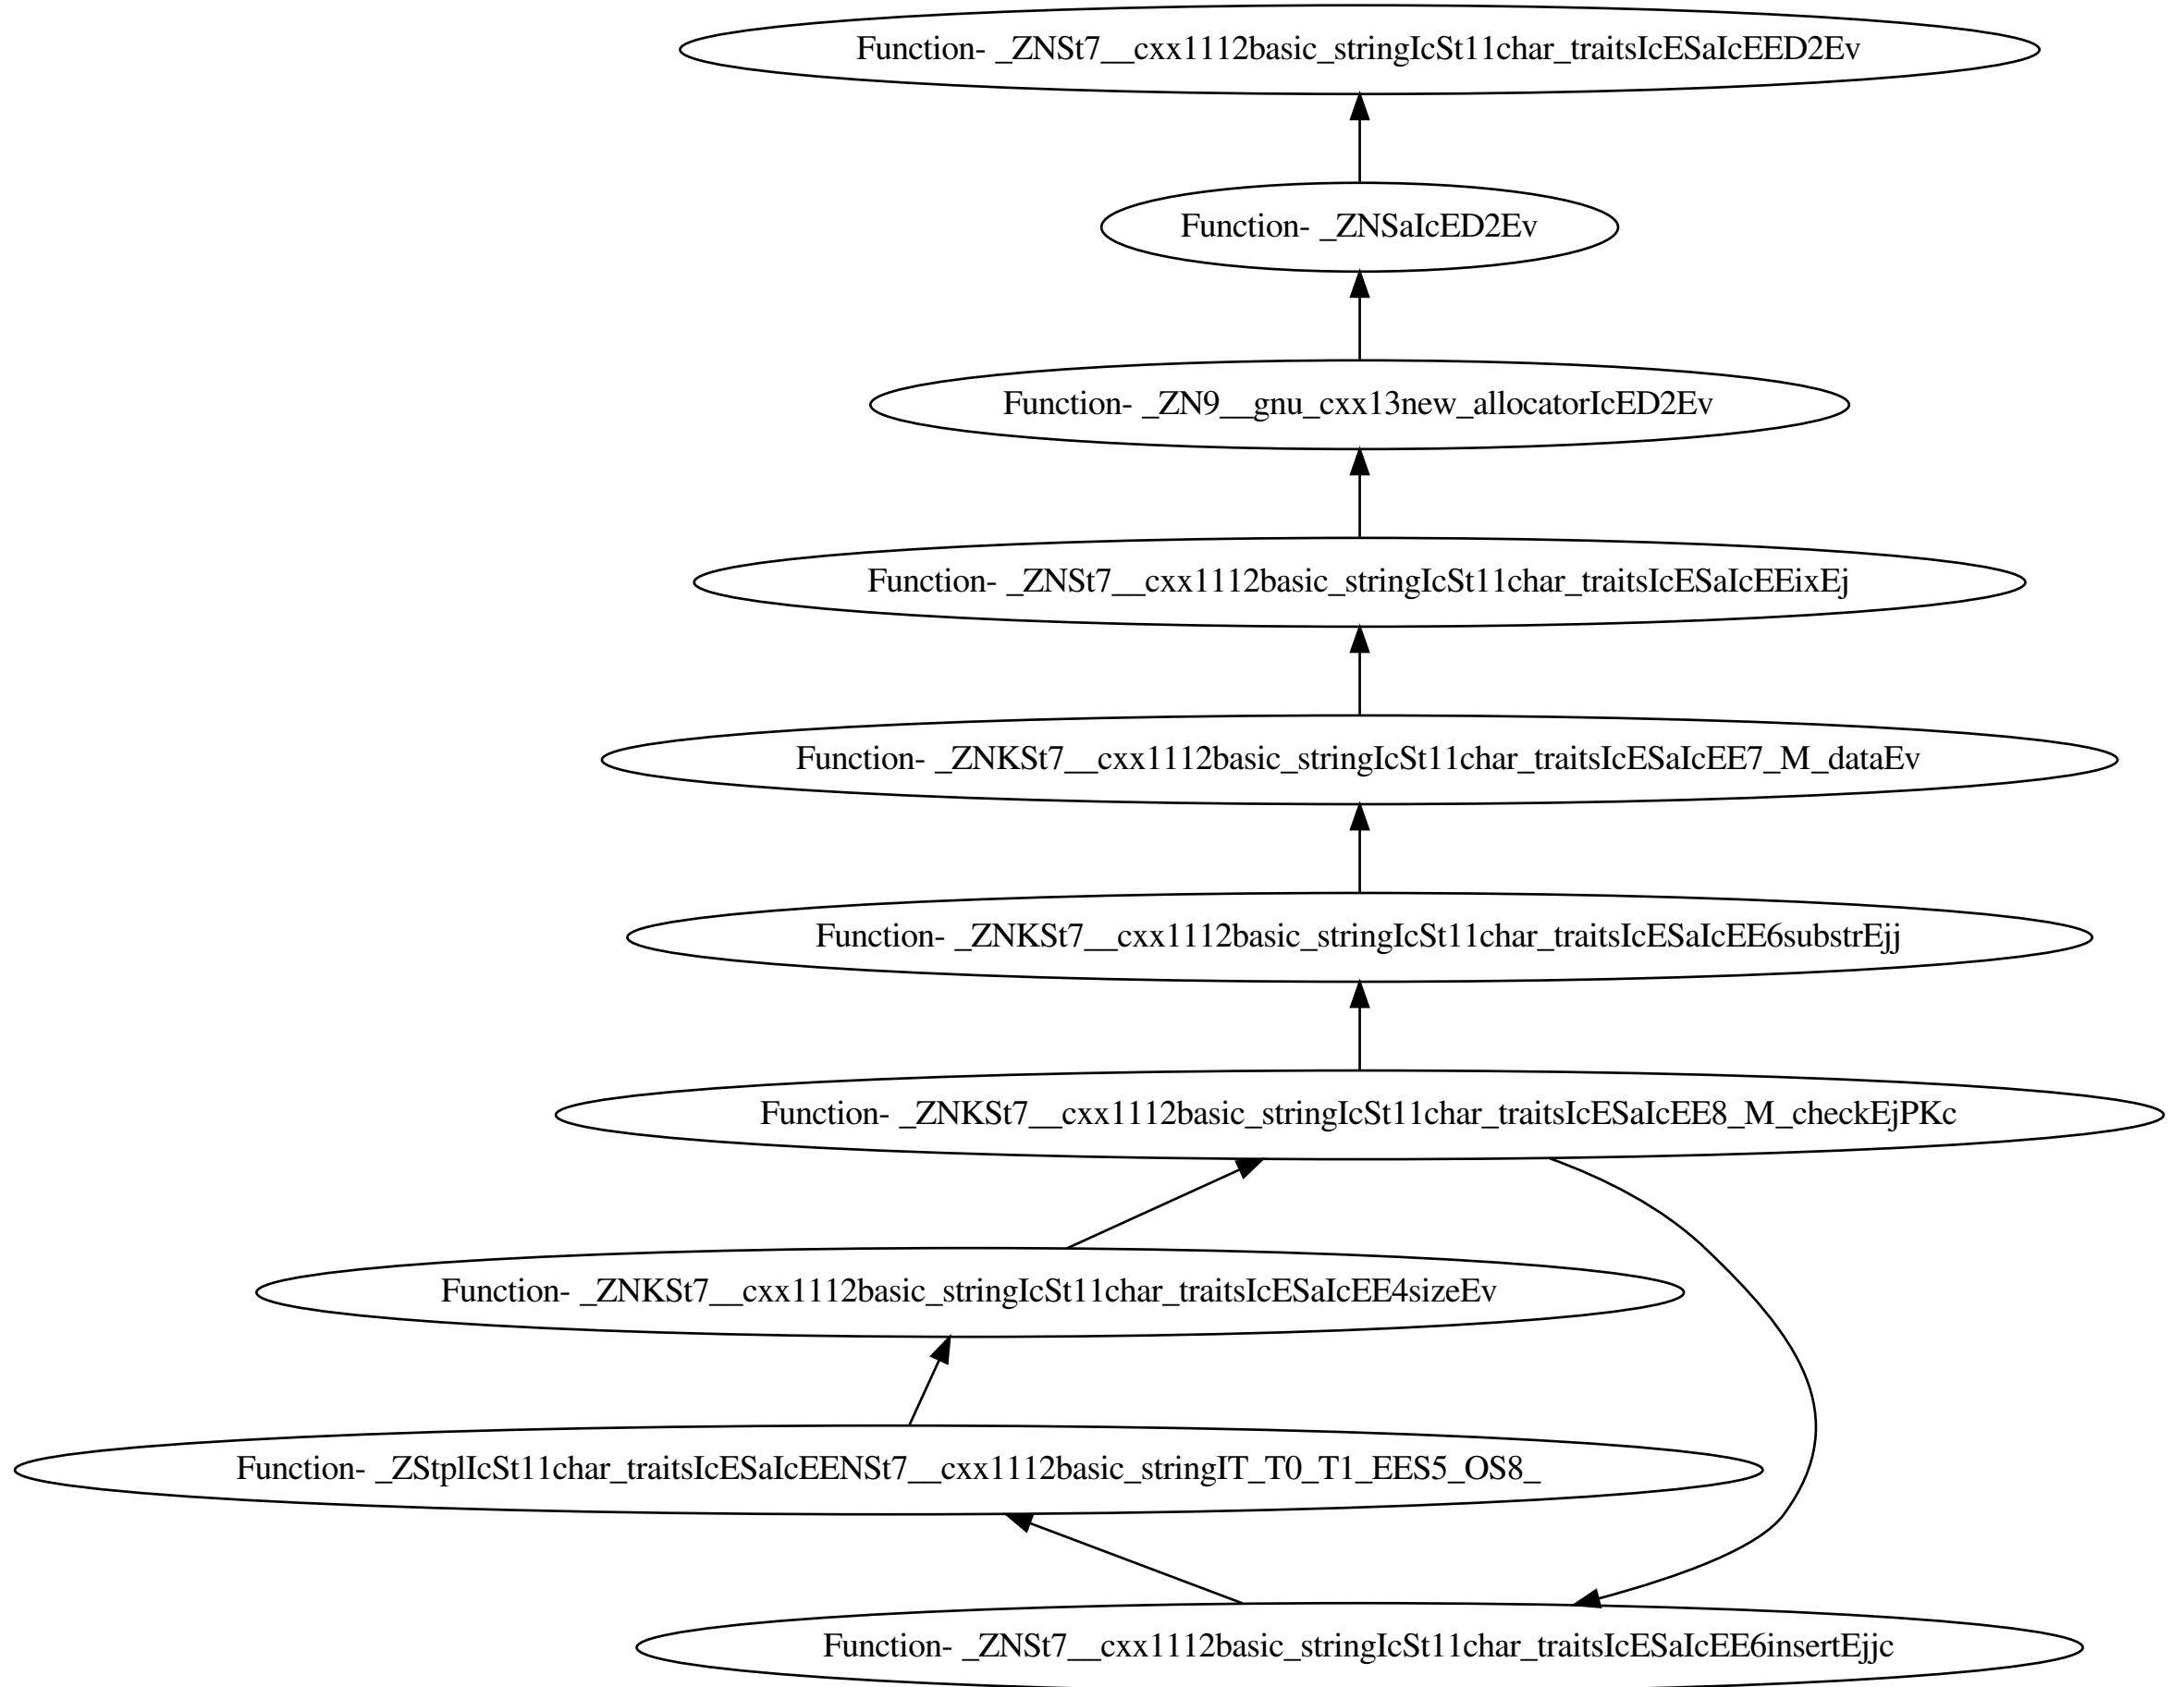 Function- _ZNSt7__cxx1112basic_stringIcSt11char_traitsIcESaIcEED2Ev
Function- _ZNSaIcED2Ev
Function- _ZN9__gnu_cxx13new_allocatorIcED2Ev
Function- _ZNSt7__cxx1112basic_stringIcSt11char_traitsIcESaIcEEixEj
Function- _ZNKSt7__cxx1112basic_stringIcSt11char_traitsIcESaIcEE7_M_dataEv
Function- _ZNKSt7__cxx1112basic_stringIcSt11char_traitsIcESaIcEE6substrEjj
Function- _ZNKSt7__cxx1112basic_stringIcSt11char_traitsIcESaIcEE8_M_checkEjPKc
Function- _ZNKSt7__cxx1112basic_stringIcSt11char_traitsIcESaIcEE4sizeEv
Function- _ZStplIcSt11char_traitsIcESaIcEENSt7__cxx1112basic_stringIT_T0_T1_EES5_OS8_
Function- _ZNSt7__cxx1112basic_stringIcSt11char_traitsIcESaIcEE6insertEjjc